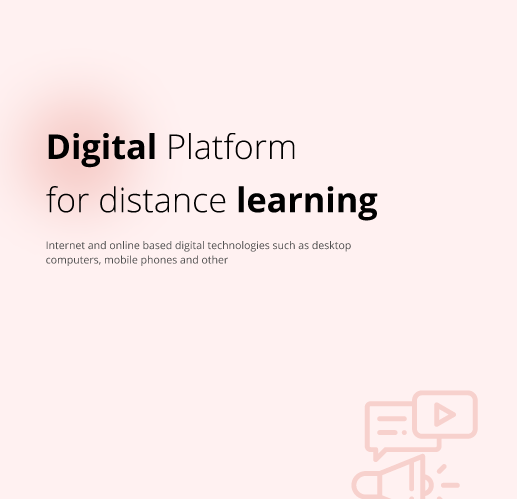 Digital Platform
for distance learning
Internet and online based digital technologies such as desktop
computers, mobile phones and other